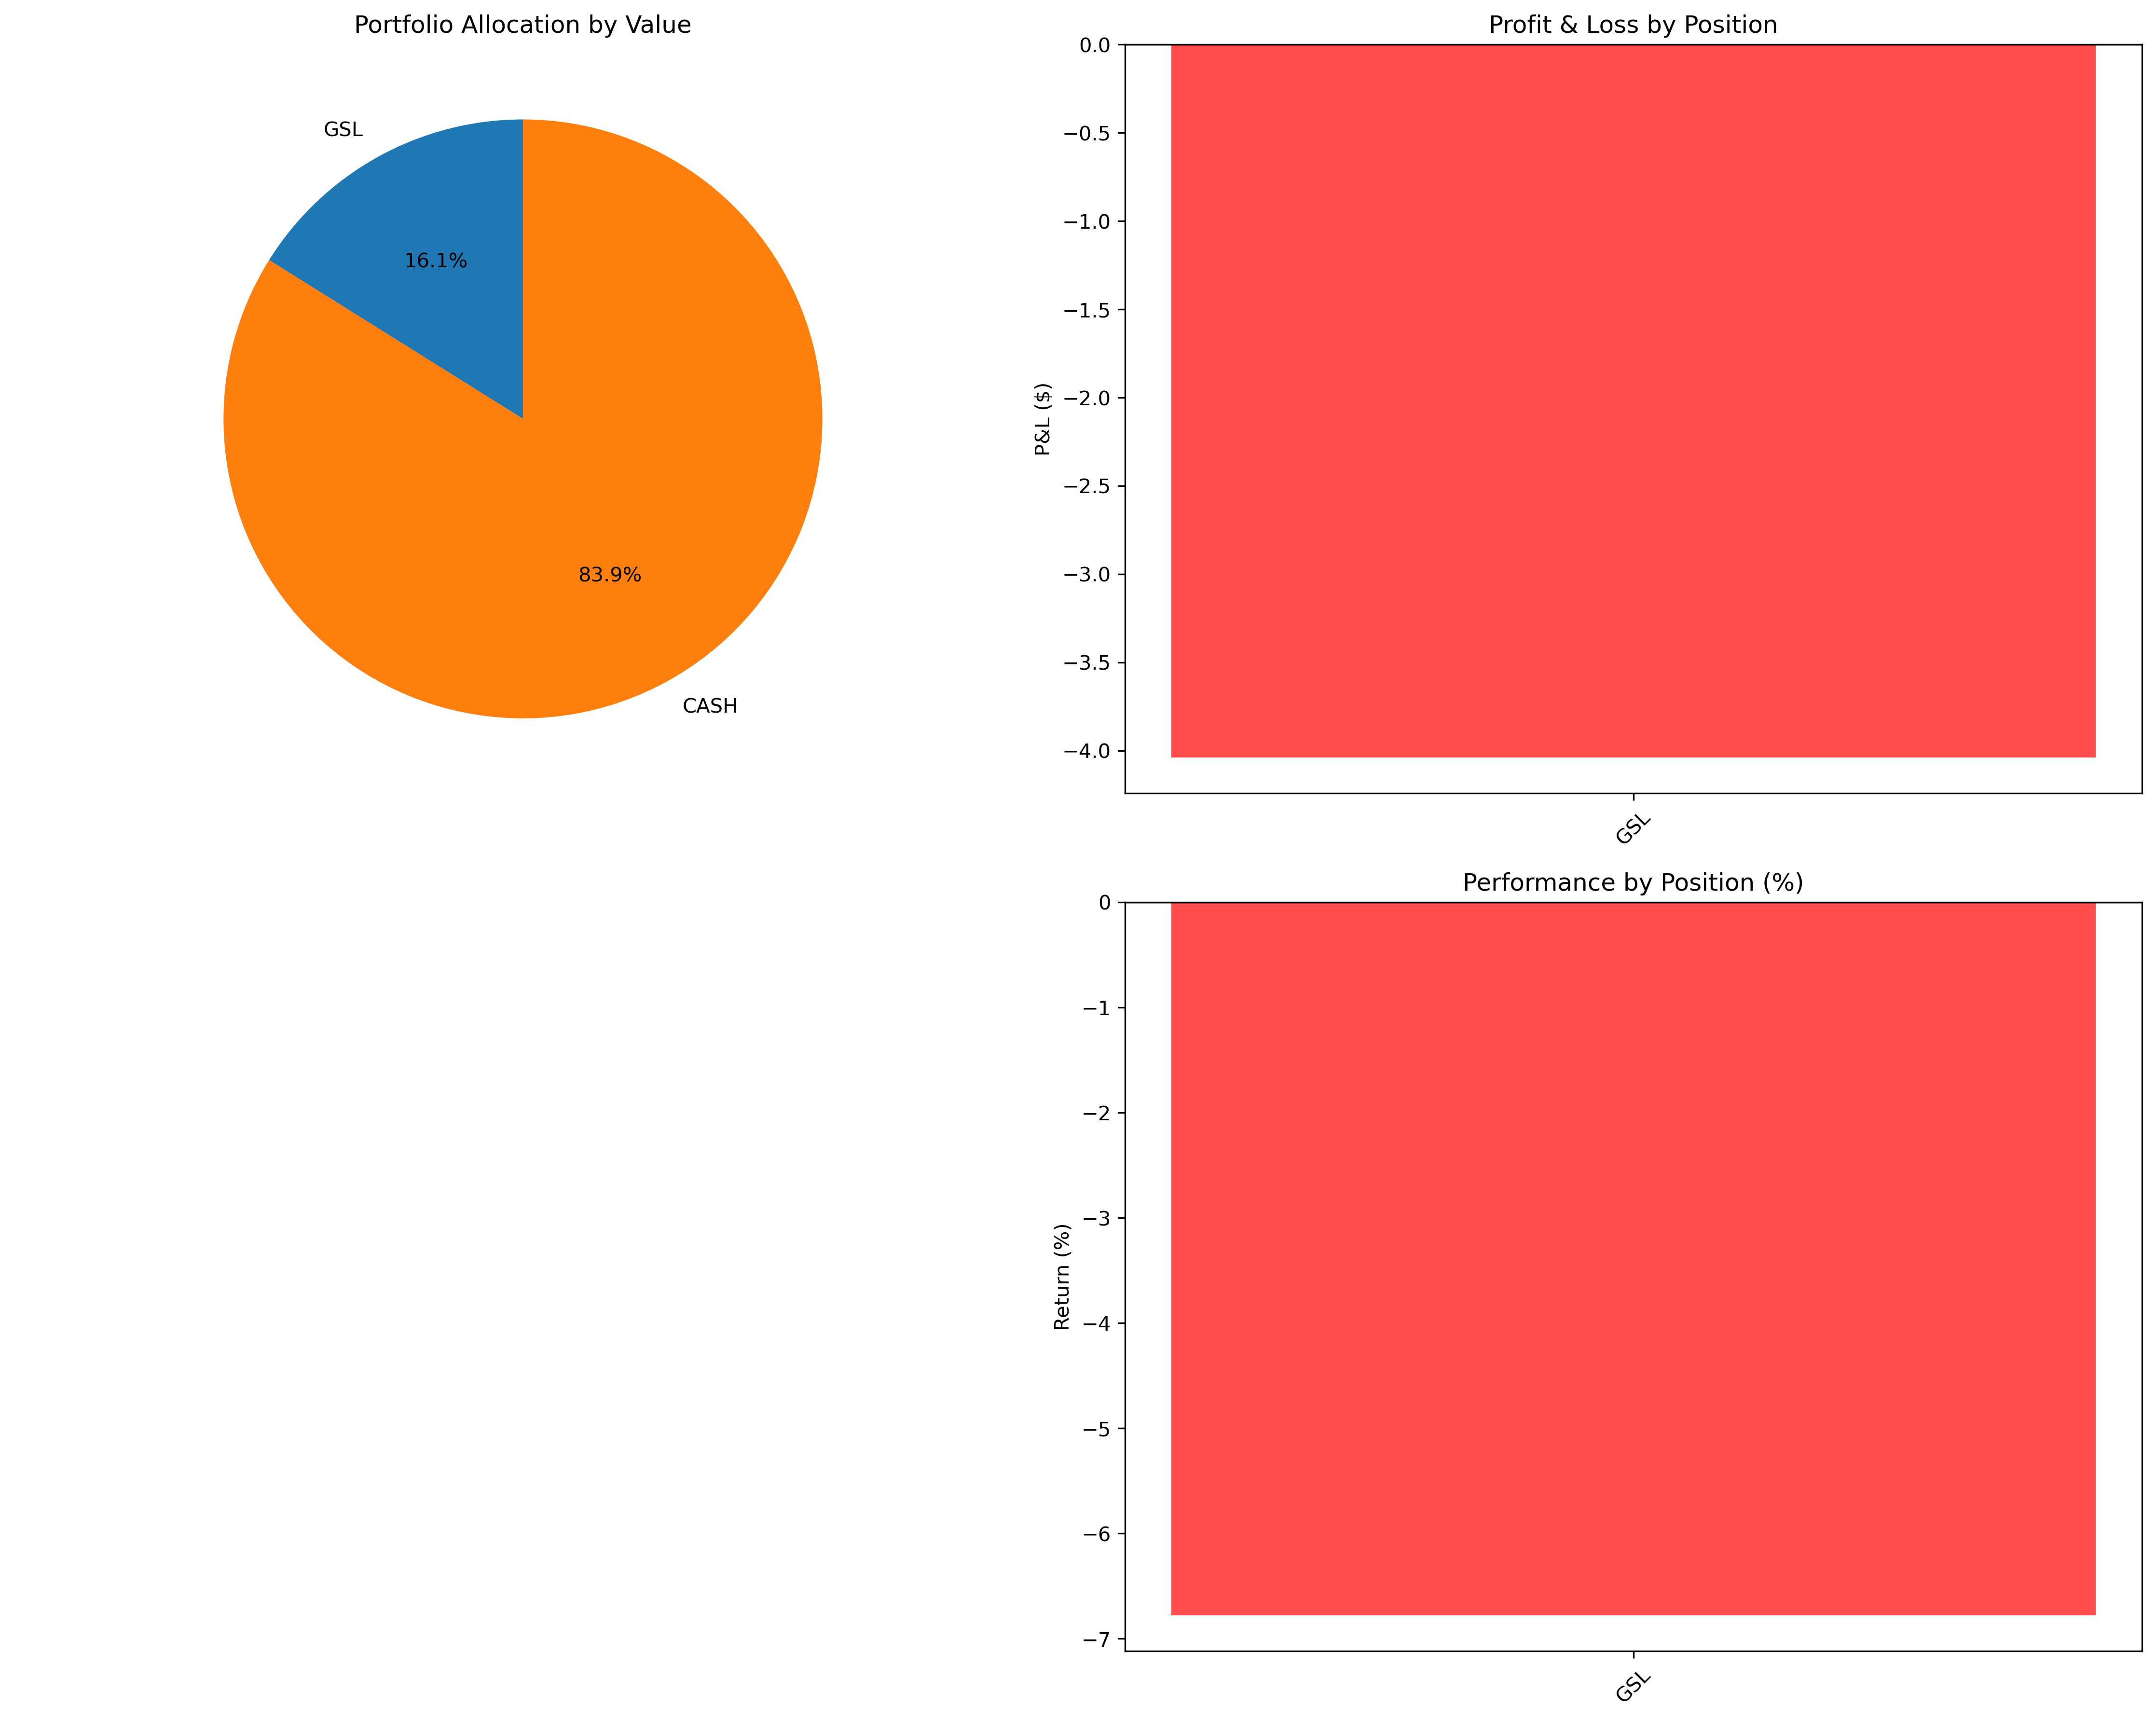 Portfolio Allocation by Value
GSL
16.1%
83.9%
CASH
Profit & Loss by Position
P&L ($)
0.0
−0.5
−1.0
−1.5
−2.0
−2.5
−3.0
−3.5
−4.0
GSL
Performance by Position (%)
Return (%)
0
−1
−2
−3
−4
−5
−6
−7
GSL